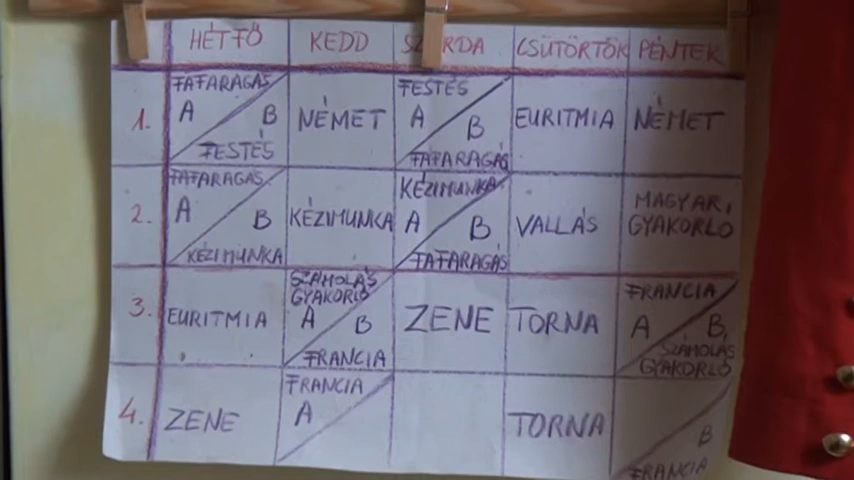 HÉTFŐ KEDD SZERDA CSÜTÖRTÖK PÉNTEK
1.
FAFARAGÁS
A B
FESTÉS
NÉMET
FESTÉS
A B
FAFARAGÁS
EURITMIA
NÉMET
2.
FAFARAGÁS
A B
KÉZIMUNKA
KÉZIMUNKA
KÉZIMUNKA
A B
FAFARAGÁS
VALLÁS
MAGYAR
GYAKORLÓ
3.
EURITMIA
SZÁMOLÁS
GYAKORLÓ
A B
FRANCIA
ZENE
TORNA
FRANCIA
A B
SZÁMOLÁS
GYAKORLÓ
4.
ZENE
FRANCIA
A
TORNA
B
FRANCIA